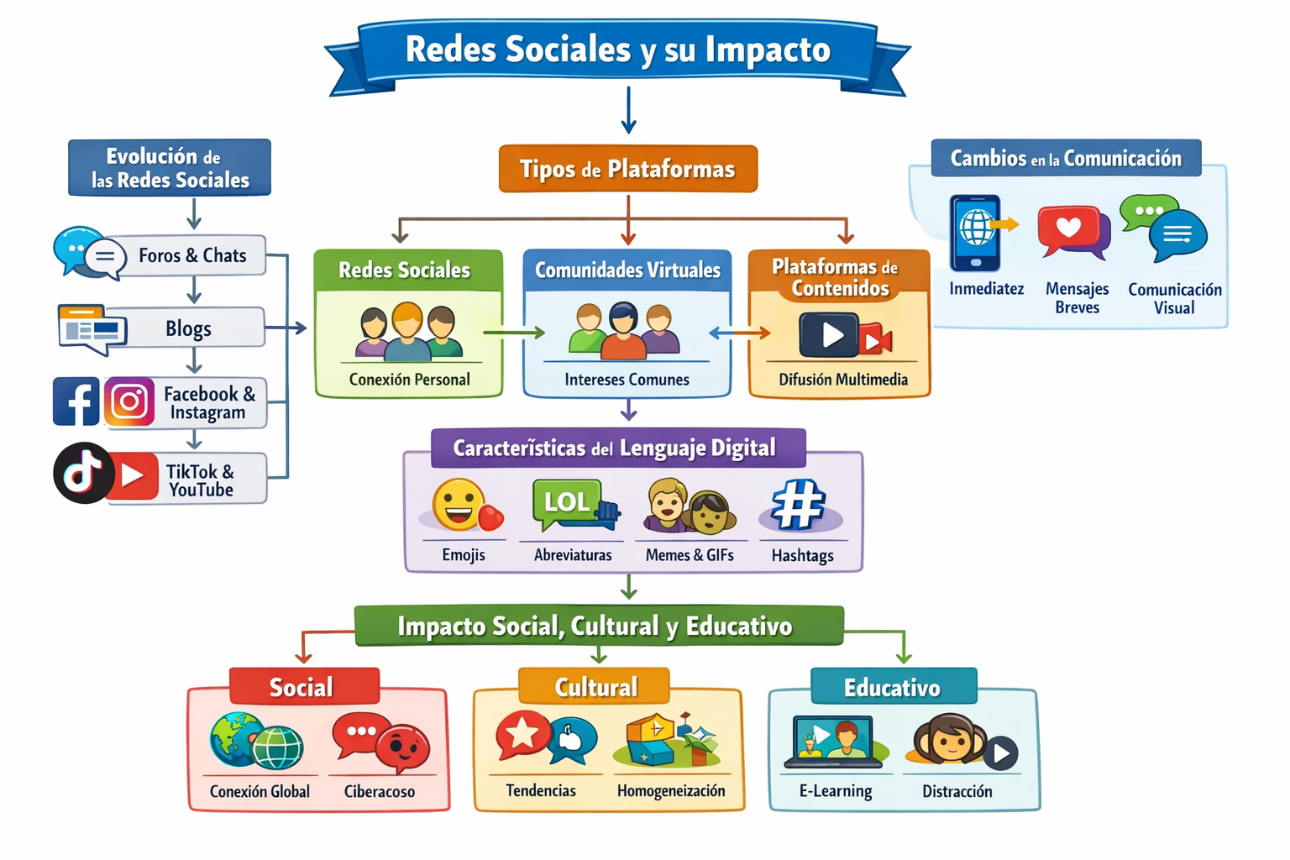 Redes Sociales y su Impacto
Evolución de
las Redes Sociales
Foros & Chats
Blogs
Facebook &
Instagram
TikTok &
YouTube
Tipos de Plataformas
Redes Sociales
Conexión Personal
Comunidades Virtuales
Intereses Comunes
Plataformas de
Contenidos
Difusión Multimedia
Cambios en la Comunicación
Inmediatez
Mensajes
Breves
Comunicación
Visual
Características del Lenguaje Digital
Emojis
LOL
Abreviaturas
Memes & GIFs
#
Hashtags
Impacto Social, Cultural y Educativo
Social
Conexión Global
Ciberacoso
Cultural
Tendencias
Homogeneización
Educativo
E-Learning
Distracción